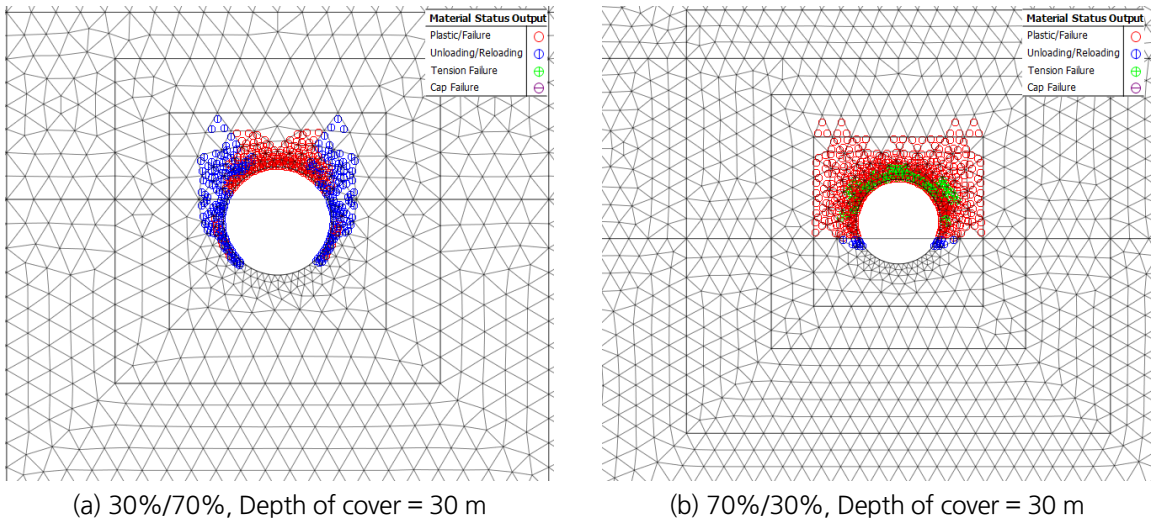 Material Status Output
Plastic/Failure
Unloading/Reloading
Tension Failure
Cap Failure
Material Status Output
Plastic/Failure
Unloading/Reloading
Tension Failure
Cap Failure
(a) 30%/70%, Depth of cover = 30 m
(b) 70%/30%, Depth of cover = 30 m